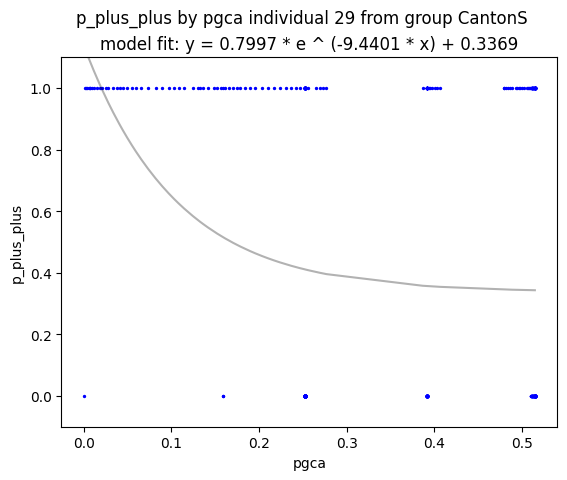 p_plus_plus by pgca individual 29 from group CantonS
model fit: y = 0.7997 * e ^ (-9.4401 * x) + 0.3369
1.0
0.8
0.6
0.4
0.2
0.0
p_plus_plus
0.0 0.1 0.2 0.3 0.4 0.5
pgca